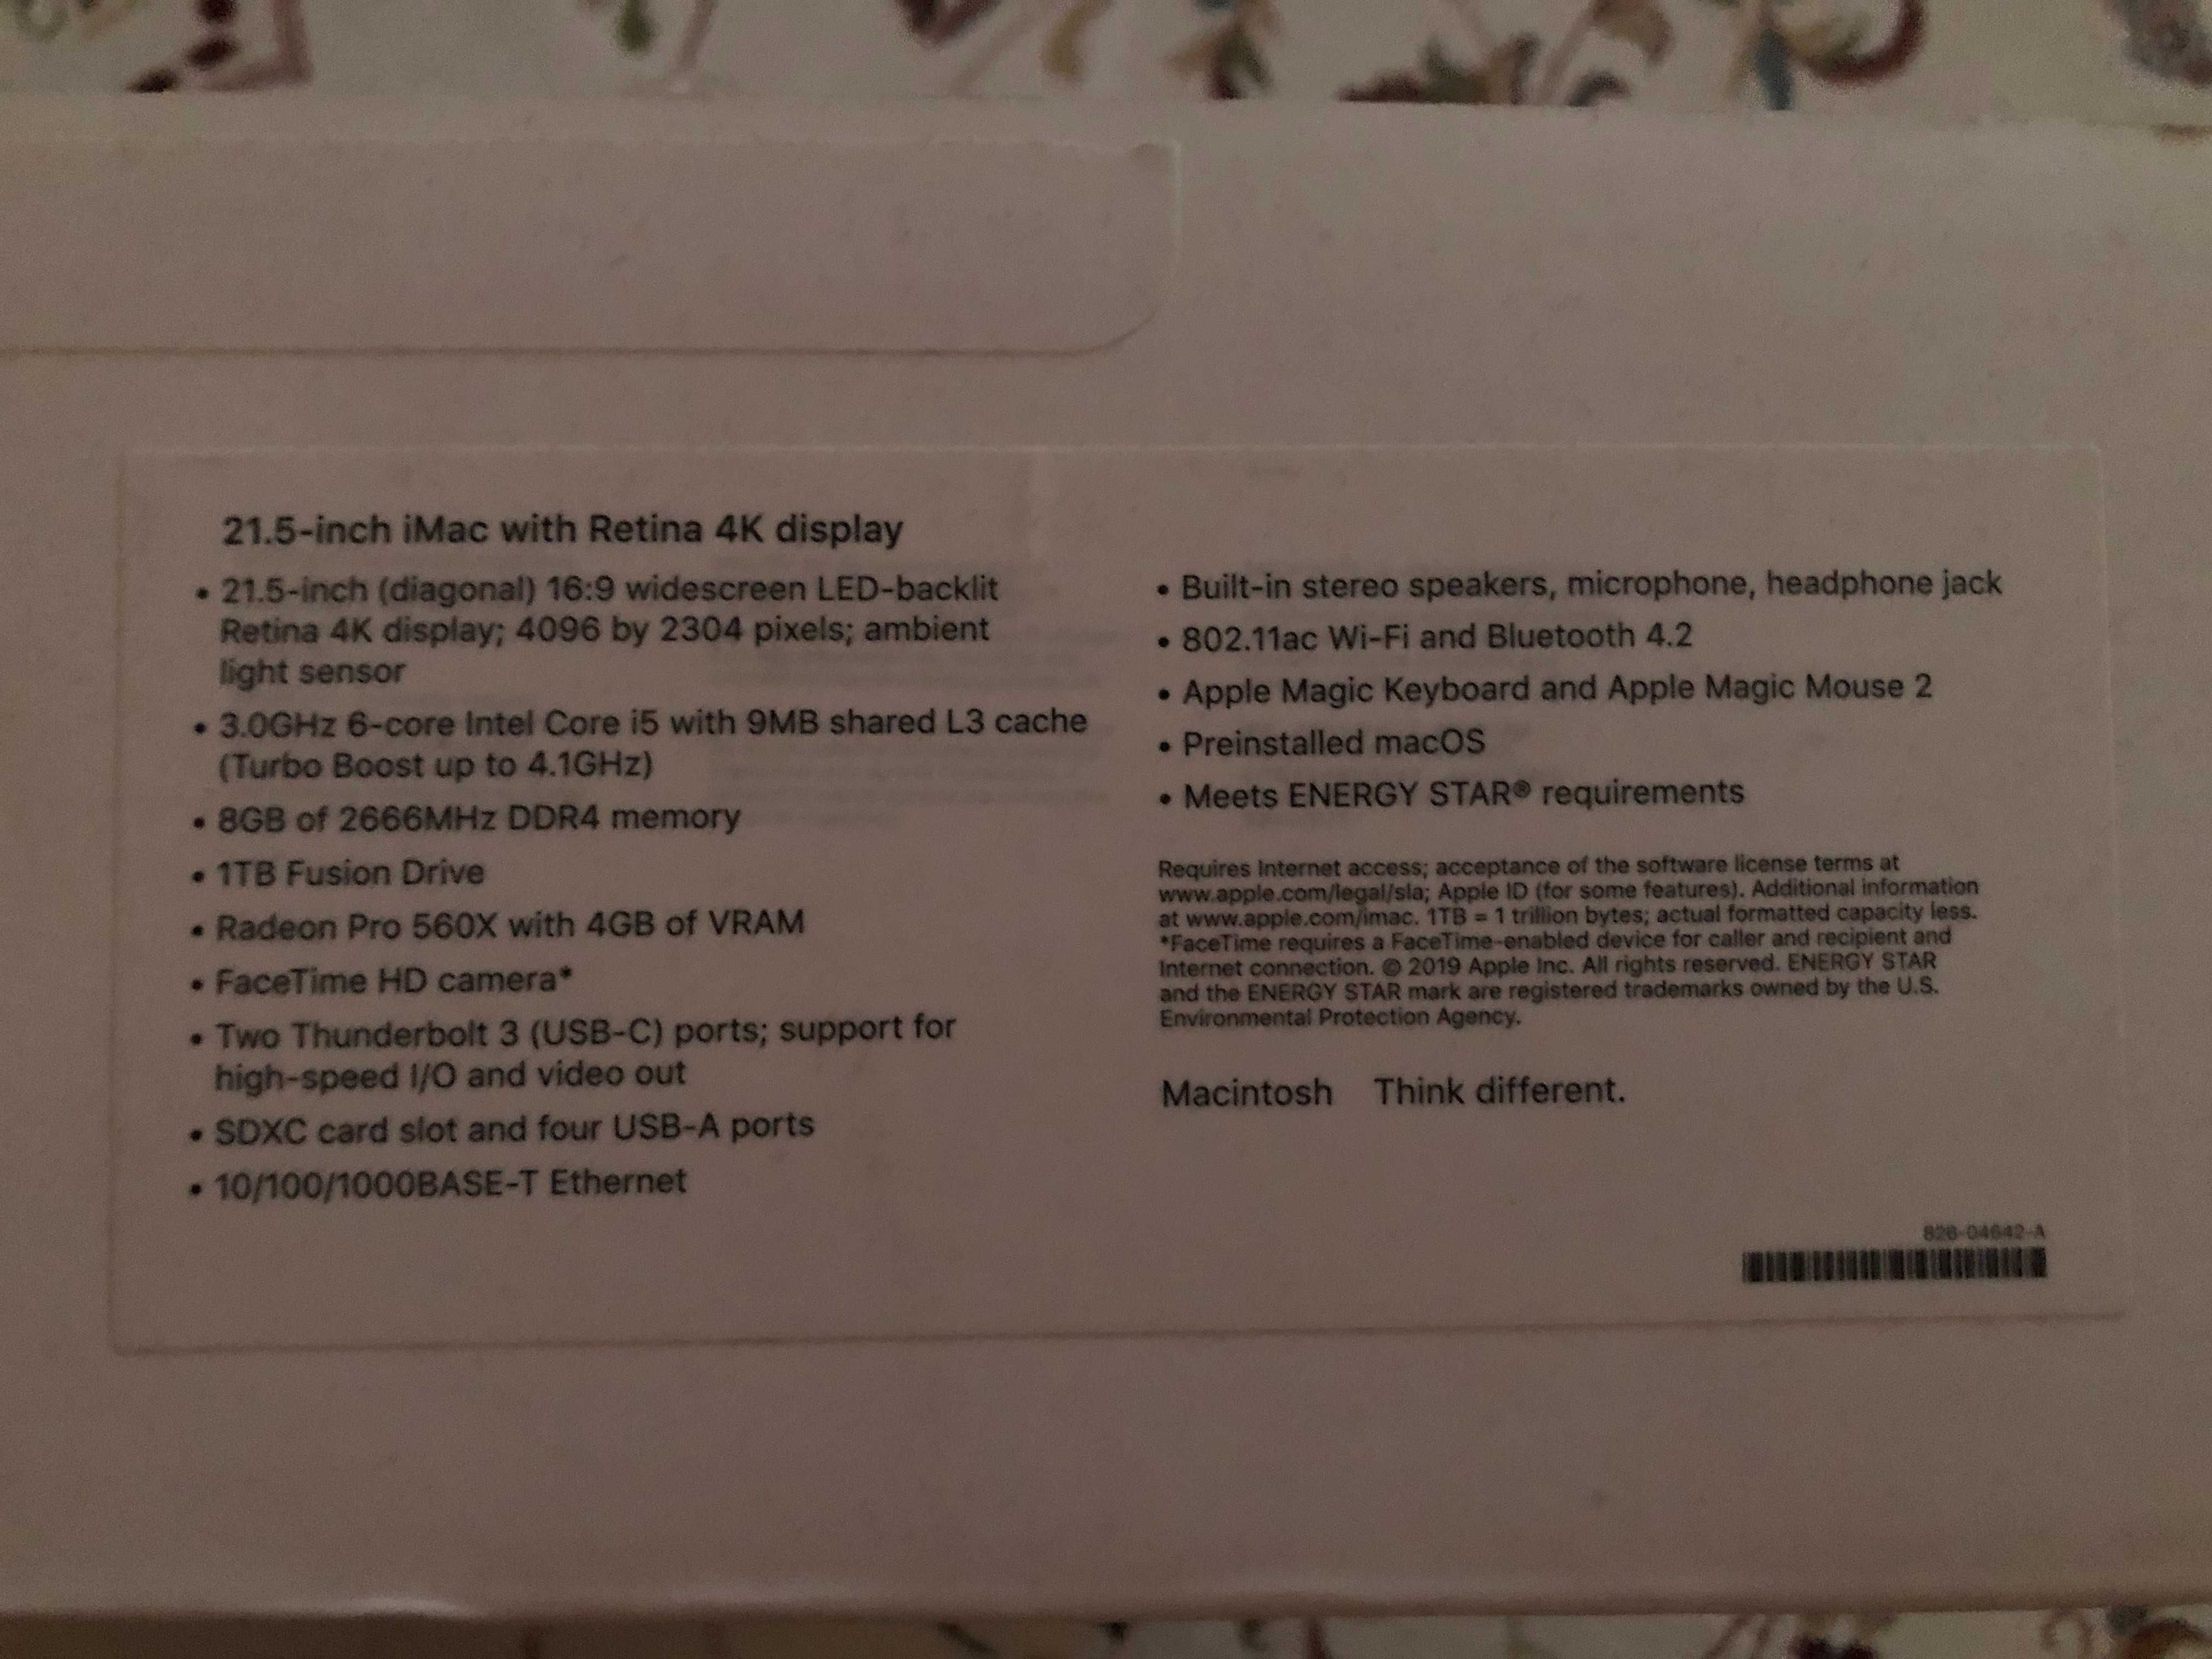 21.5-inch iMac with Retina 4K display
• 21.5-inch (diagonal) 16:9 widescreen LED-backlit
Retina 4K display; 4096 by 2304 pixels; ambient
light sensor
• 3.0GHz 6-core Intel Core i5 with 9MB shared L3 cache
(Turbo Boost up to 4.1GHz)
• 8GB of 2666MHz DDR4 memory
• 1TB Fusion Drive
• Radeon Pro 560X with 4GB of VRAM
• FaceTime HD camera*
• Two Thunderbolt 3 (USB-C) ports; support for
high-speed I/O and video out
• SDXC card slot and four USB-A ports
• 10/100/1000BASE-T Ethernet
• Built-in stereo speakers, microphone, headphone jack
• 802.11ac Wi-Fi and Bluetooth 4.2
• Apple Magic Keyboard and Apple Magic Mouse 2
• Preinstalled macOS
• Meets ENERGY STAR® requirements
Requires Internet access; acceptance of the software license terms at
www.apple.com/legal/sla; Apple ID (for some features). Additional information
at www.apple.com/imac. 1TB = 1 trillion bytes; actual formatted capacity less.
*FaceTime requires a FaceTime-enabled device for caller and recipient and
Internet connection. © 2019 Apple Inc. All rights reserved. ENERGY STAR
and the ENERGY STAR mark are registered trademarks owned by the U.S.
Environmental Protection Agency.
Macintosh Think different.
828-04642-A